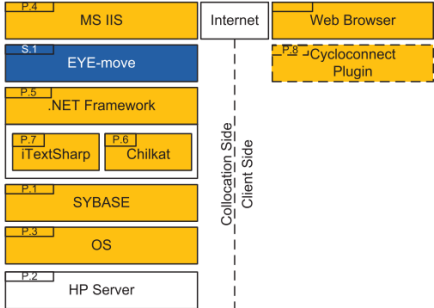 P.4
MS IIS
Internet
Web Browser
S.1
EYE-move
P.8
Cycloconnect
Plugin
P.5
.NET Framework
P.7
iTextSharp
P.6
Chilkat
Collocation Side
Client Side
P.1
SYBASE
P.3
OS
P.2
HP Server